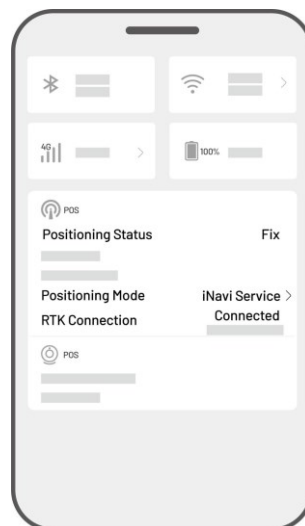 4G
100%
POS
Positioning Status Fix
Positioning Mode iNavi Service >
RTK Connection Connected
POS